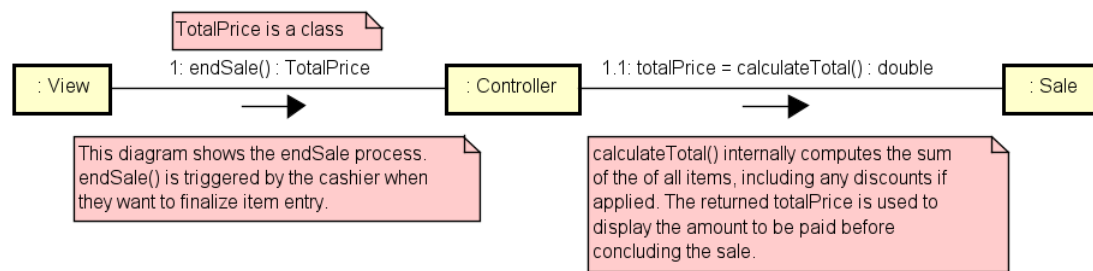 TotalPrice is a class
1: endSale() : TotalPrice
1.1: totalPrice = calculateTotal() : double
: View
: Controller
: Sale
This diagram shows the endSale process.
endSale() is triggered by the cashier when
they want to finalize item entry.
calculateTotal() internally computes the sum
of the of all items, including any discounts if
applied. The returned totalPrice is used to
display the amount to be paid before
concluding the sale.